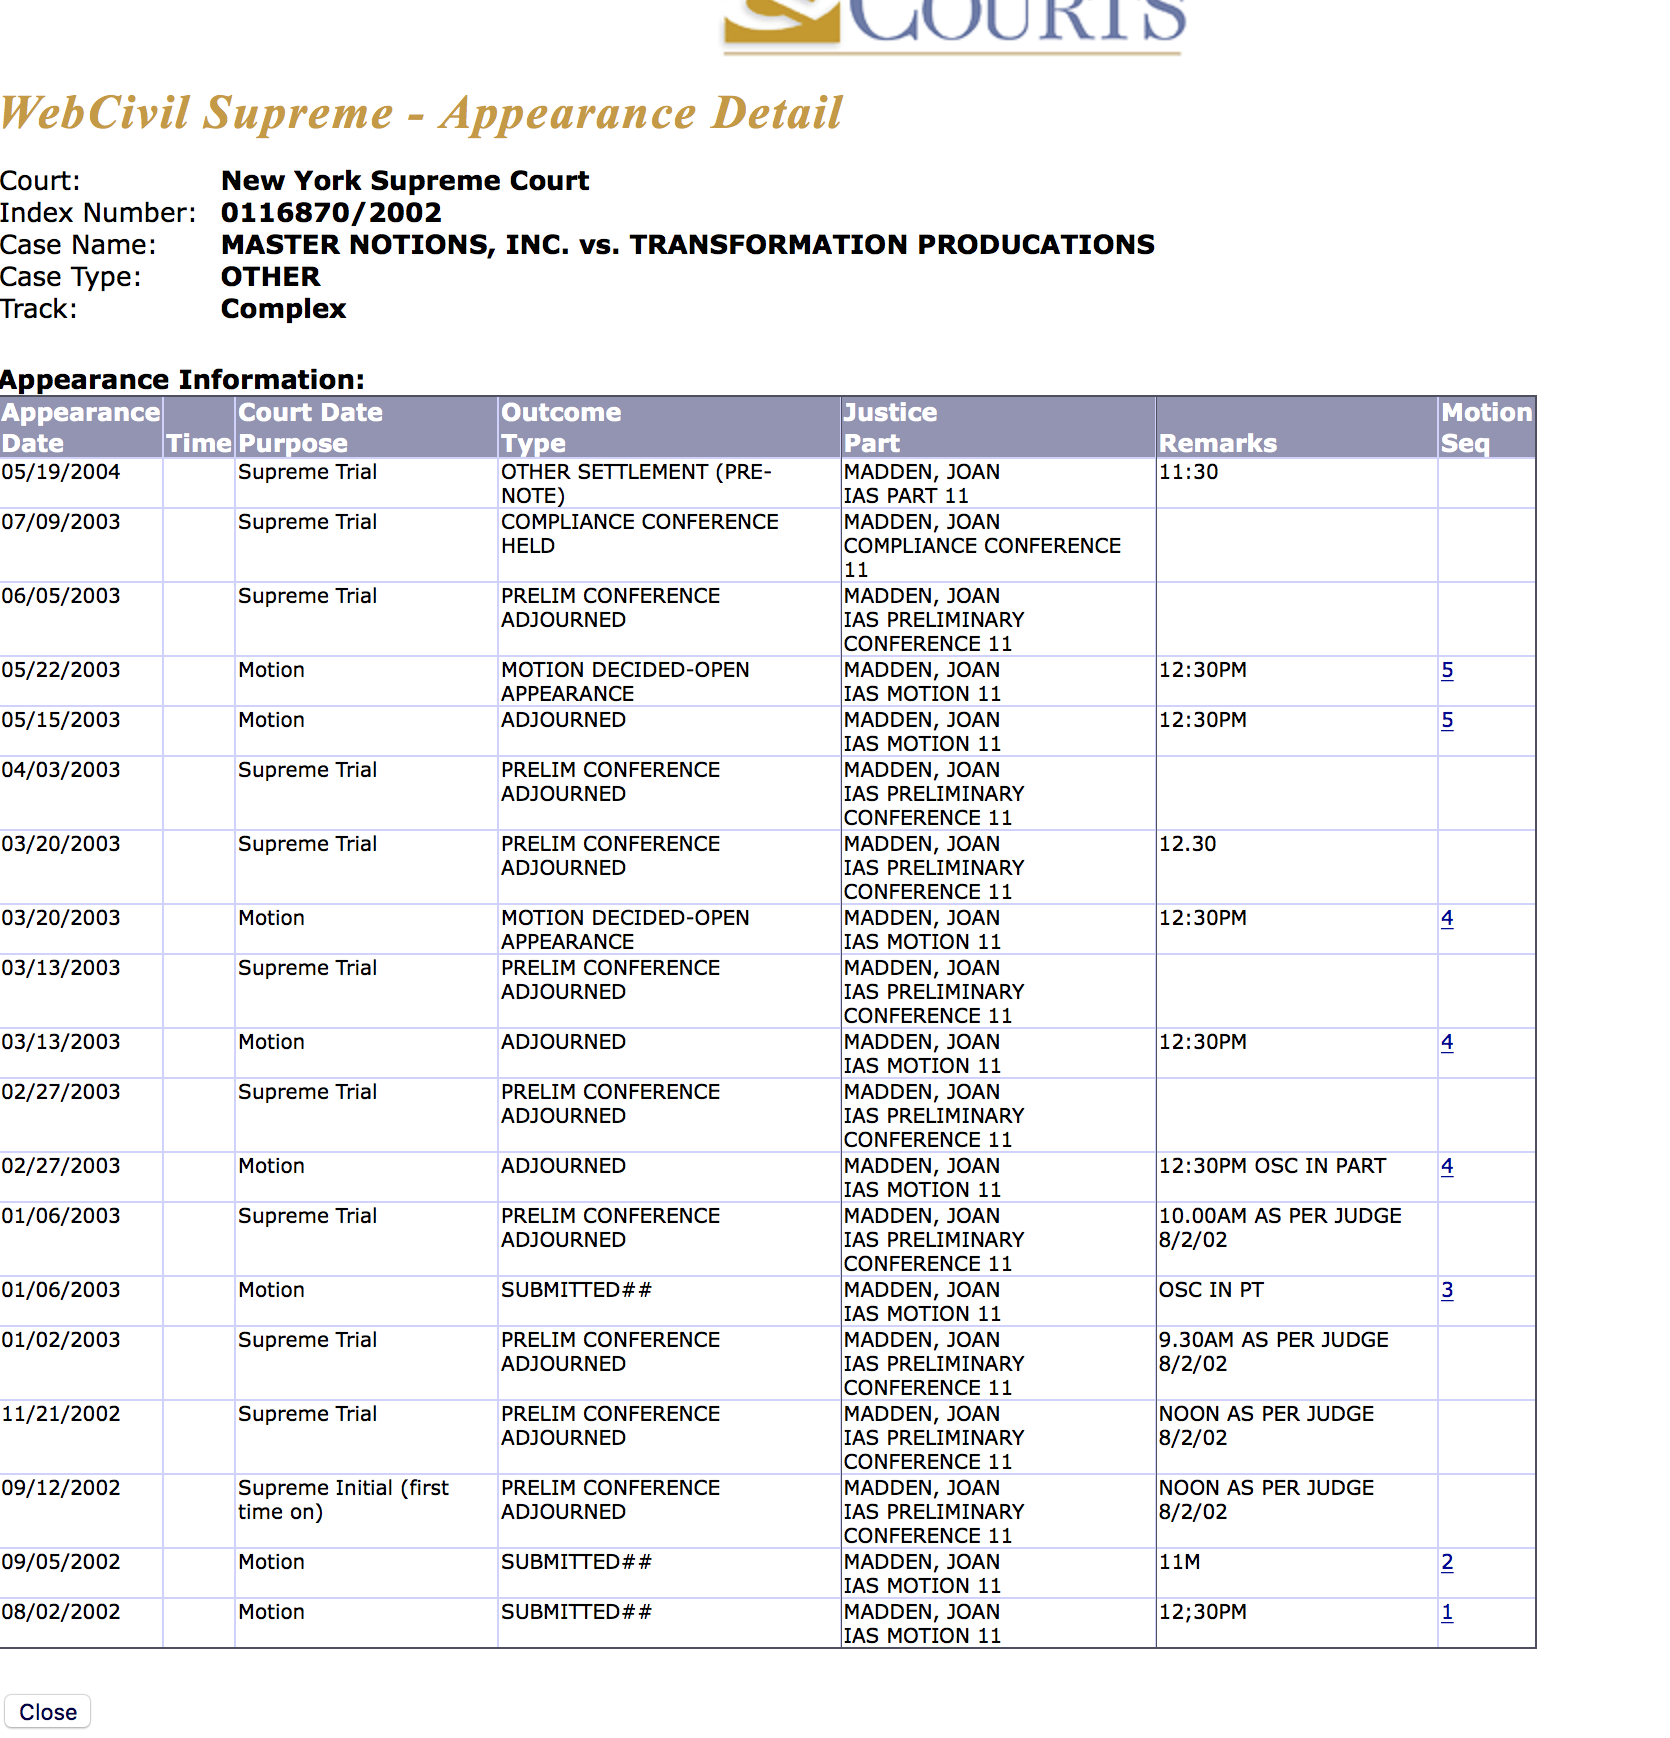 COURTS
WebCivil Supreme - Appearance Detail
Court: New York Supreme Court
Index Number: 0116870/2002
Case Name: MASTER NOTIONS, INC. vs. TRANSFORMATION PRODUCATIONS
Case Type: OTHER
Track: Complex
Appearance Information:
Appearance Date Time Court Date Purpose Outcome Type Justice Part Remarks Motion Seq
05/19/2004 Supreme Trial OTHER SETTLEMENT (PRE- MADDEN, JOAN 11:30
NOTE) IAS PART 11
07/09/2003 Supreme Trial COMPLIANCE CONFERENCE MADDEN, JOAN
HELD COMPLIANCE CONFERENCE
11
06/05/2003 Supreme Trial PRELIM CONFERENCE MADDEN, JOAN
ADJOURNED IAS PRELIMINARY
CONFERENCE 11
05/22/2003 Motion MOTION DECIDED-OPEN MADDEN, JOAN 12:30PM 5
APPEARANCE IAS MOTION 11
05/15/2003 Motion ADJOURNED MADDEN, JOAN 12:30PM 5
IAS MOTION 11
04/03/2003 Supreme Trial PRELIM CONFERENCE MADDEN, JOAN
ADJOURNED IAS PRELIMINARY
CONFERENCE 11
03/20/2003 Supreme Trial PRELIM CONFERENCE MADDEN, JOAN 12.30
ADJOURNED IAS PRELIMINARY
CONFERENCE 11
03/20/2003 Motion MOTION DECIDED-OPEN MADDEN, JOAN 12:30PM 4
APPEARANCE IAS MOTION 11
03/13/2003 Supreme Trial PRELIM CONFERENCE MADDEN, JOAN
ADJOURNED IAS PRELIMINARY
CONFERENCE 11
03/13/2003 Motion ADJOURNED MADDEN, JOAN 12:30PM 4
IAS MOTION 11
02/27/2003 Supreme Trial PRELIM CONFERENCE MADDEN, JOAN
ADJOURNED IAS PRELIMINARY
CONFERENCE 11
02/27/2003 Motion ADJOURNED MADDEN, JOAN 12:30PM OSC IN PART 4
IAS MOTION 11
01/06/2003 Supreme Trial PRELIM CONFERENCE MADDEN, JOAN 10.00AM AS PER JUDGE
ADJOURNED IAS PRELIMINARY 8/2/02
CONFERENCE 11
01/06/2003 Motion SUBMITTED## MADDEN, JOAN OSC IN PT 3
IAS MOTION 11
01/02/2003 Supreme Trial PRELIM CONFERENCE MADDEN, JOAN 9.30AM AS PER JUDGE
ADJOURNED IAS PRELIMINARY 8/2/02
CONFERENCE 11
11/21/2002 Supreme Trial PRELIM CONFERENCE MADDEN, JOAN NOON AS PER JUDGE
ADJOURNED IAS PRELIMINARY 8/2/02
CONFERENCE 11
09/12/2002 Supreme Initial (first PRELIM CONFERENCE MADDEN, JOAN NOON AS PER JUDGE
time on) ADJOURNED IAS PRELIMINARY 8/2/02
CONFERENCE 11
09/05/2002 Motion SUBMITTED## MADDEN, JOAN 11M 2
IAS MOTION 11
08/02/2002 Motion SUBMITTED## MADDEN, JOAN 12;30PM 1
IAS MOTION 11
Close